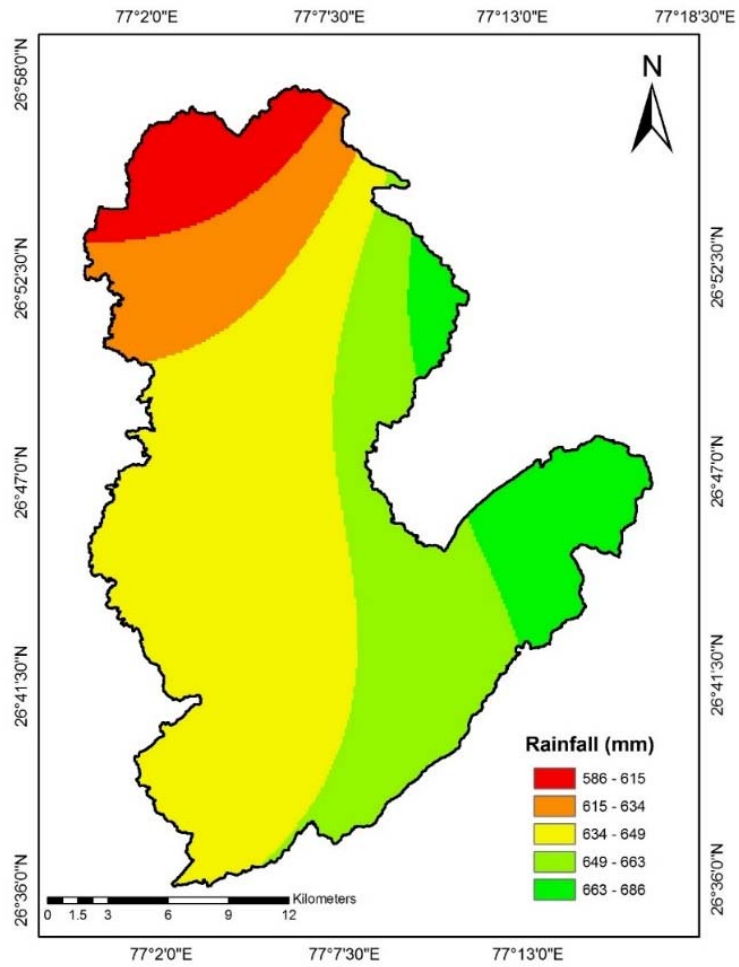 77°2'0"E 77°7'30"E 77°13'0"E 77°18'30"E
26°58'0"N
N
26°52'30"N
26°52'30"N
26°47'0"N
26°47'0"N
26°41'30"N
26°41'30"N
Rainfall (mm)
586 - 615
615 - 634
634 - 649
649 - 663
663 - 686
26°36'0"N
26°36'0"N
Kilometers
0 1.5 3 6 9 12
77°2'0"E 77°7'30"E 77°13'0"E